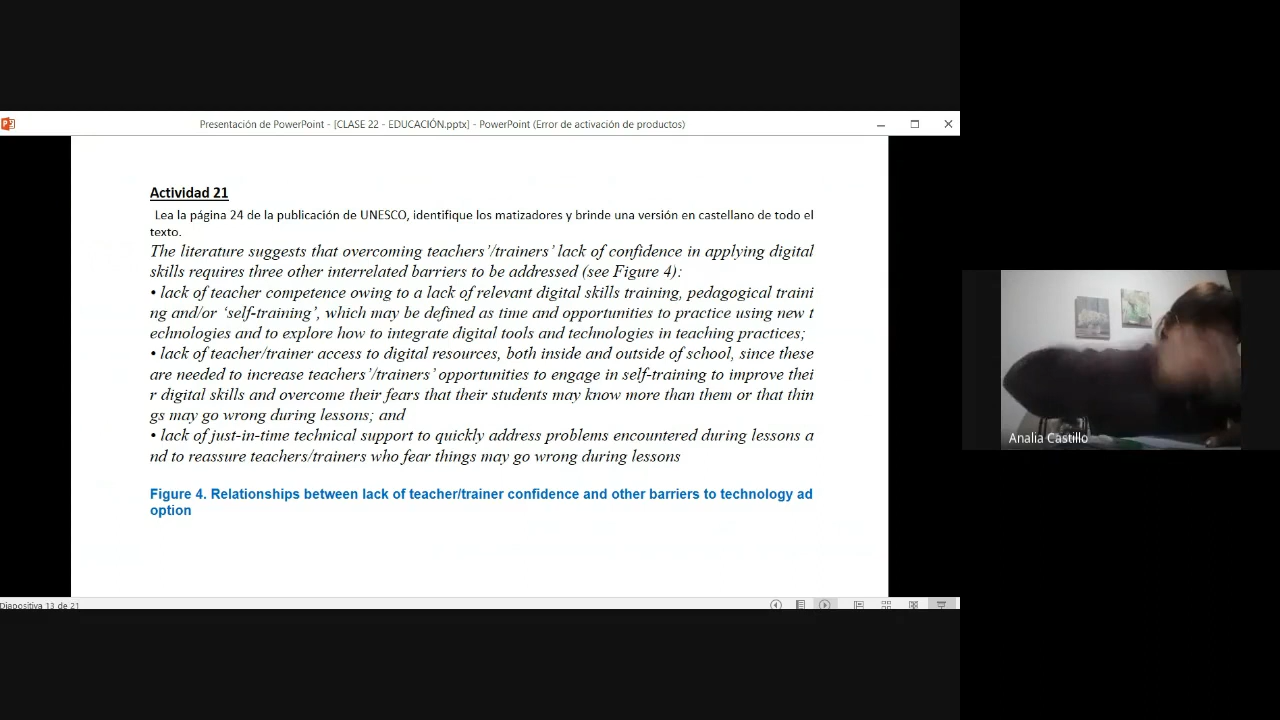 Presentación de PowerPoint - [CLASE 22 - EDUCACIÓN.pptx] - PowerPoint (Error de activación de productos)
Actividad 21
Lea la página 24 de la publicación de UNESCO, identifique los matizadores y brinde una versión en castellano de todo el
texto.
The literature suggests that overcoming teachers’/trainers’ lack of confidence in applying digital
skills requires three other interrelated barriers to be addressed (see Figure 4):
• lack of teacher competence owing to a lack of relevant digital skills training, pedagogical traini
ng and/or ‘self-training’, which may be defined as time and opportunities to practice using new t
echnologies and to explore how to integrate digital tools and technologies in teaching practices;
• lack of teacher/trainer access to digital resources, both inside and outside of school, since these
are needed to increase teachers’/trainers’ opportunities to engage in self-training to improve thei
r digital skills and overcome their fears that their students may know more than them or that thin
gs may go wrong during lessons; and
• lack of just-in-time technical support to quickly address problems encountered during lessons a
nd to reassure teachers/trainers who fear things may go wrong during lessons
Figure 4. Relationships between lack of teacher/trainer confidence and other barriers to technology ad
option
Diapositiva 13 de 21
Analia Castillo